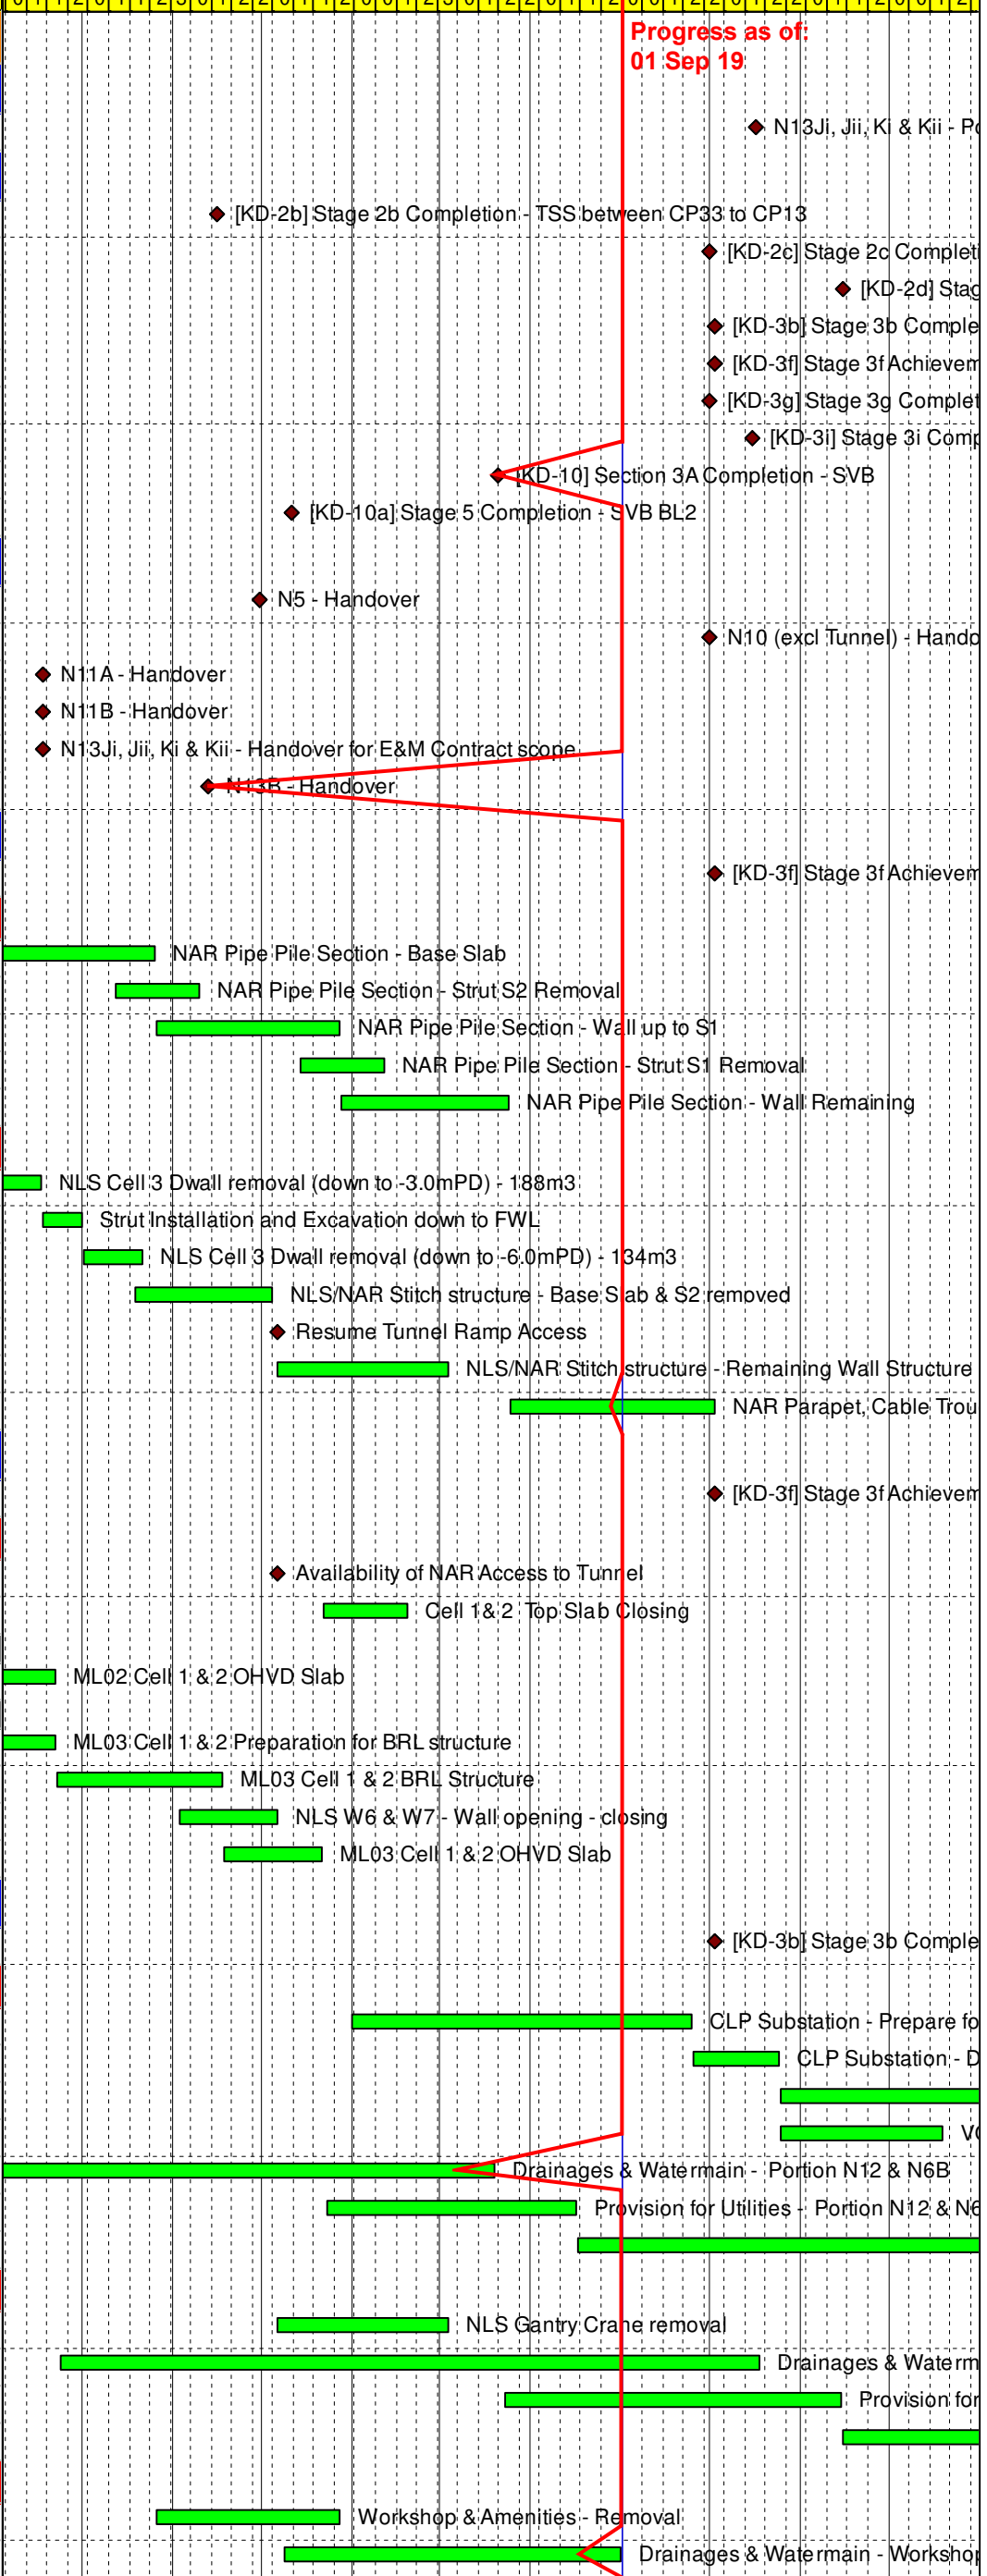 Progress as of:
01 Sep 19
N13Ji, Jii, Ki & Kii - Po
[KD-2b] Stage 2b Completion - TSS between CP33 to CP13
[KD-2c] Stage 2c Completi
[KD-2d] Stag
[KD-3b] Stage 3b Comple
[KD-3f] Stage 3f Achievem
[KD-3g] Stage 3g Complet
[KD-3i] Stage 3i Comp
[KD-10] Section 3A Completion - SVB
[KD-10a] Stage 5 Completion - SVB BL2
N5 - Handover
N10 (excl Tunnel) - Hando
N11A - Handover
N11B - Handover
N13Ji, Jii, Ki & Kii - Handover for E&M Contract scope
N13B - Handover
[KD-3f] Stage 3f Achievem
NAR Pipe Pile Section - Base Slab
NAR Pipe Pile Section - Strut S2 Removal
NAR Pipe Pile Section - Wall up to S1
NAR Pipe Pile Section - Strut S1 Removal
NAR Pipe Pile Section - Wall Remaining
NLS Cell 3 Dwall removal (down to -3.0mPD) - 188m3
Strut Installation and Excavation down to FWL
NLS Cell 3 Dwall removal (down to -6.0mPD) - 134m3
NLS/NAR Stitch structure - Base Slab & S2 removed
Resume Tunnel Ramp Access
NLS/NAR Stitch structure - Remaining Wall Structure
NAR Parapet, Cable Trou
[KD-3f] Stage 3f Achievem
Availability of NAR Access to Tunnel
Cell 1& 2 Top Slab Closing
ML02 Cell 1 & 2 OHVD Slab
ML03 Cell 1 & 2 Preparation for BRL structure
ML03 Cell 1 & 2 BRL Structure
NLS W6 & W7 - Wall opening - closing
ML03 Cell 1 & 2 OHVD Slab
[KD-3b] Stage 3b Comple
CLP Substation - Prepare fo
CLP Substation - D
Drainages & Watermain - Portion N12 & N6B
Provision for Utilities - Portion N12 & N6
NLS Gantry Crane removal
Drainages & Waterm
Provision for
Workshop & Amenities - Removal
Drainages & Watermain - Workshop